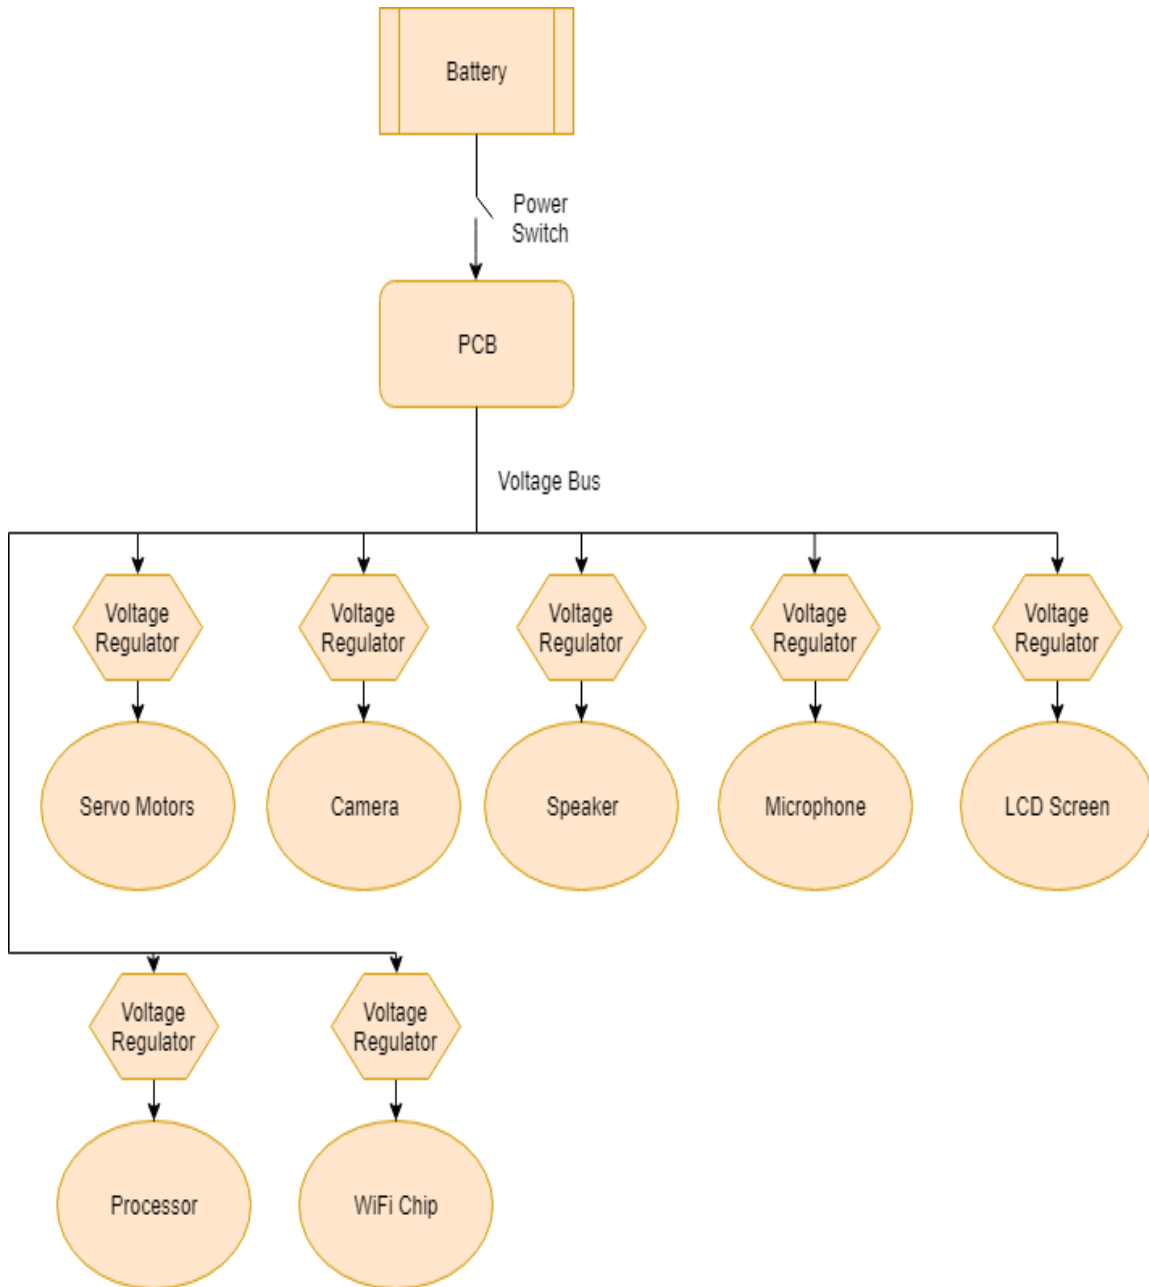 Battery
Power
Switch
PCB
Voltage Bus
Voltage
Regulator
Voltage
Regulator
Voltage
Regulator
Voltage
Regulator
Voltage
Regulator
Servo Motors
Camera
Speaker
Microphone
LCD Screen
Voltage
Regulator
Voltage
Regulator
Processor
WiFi Chip